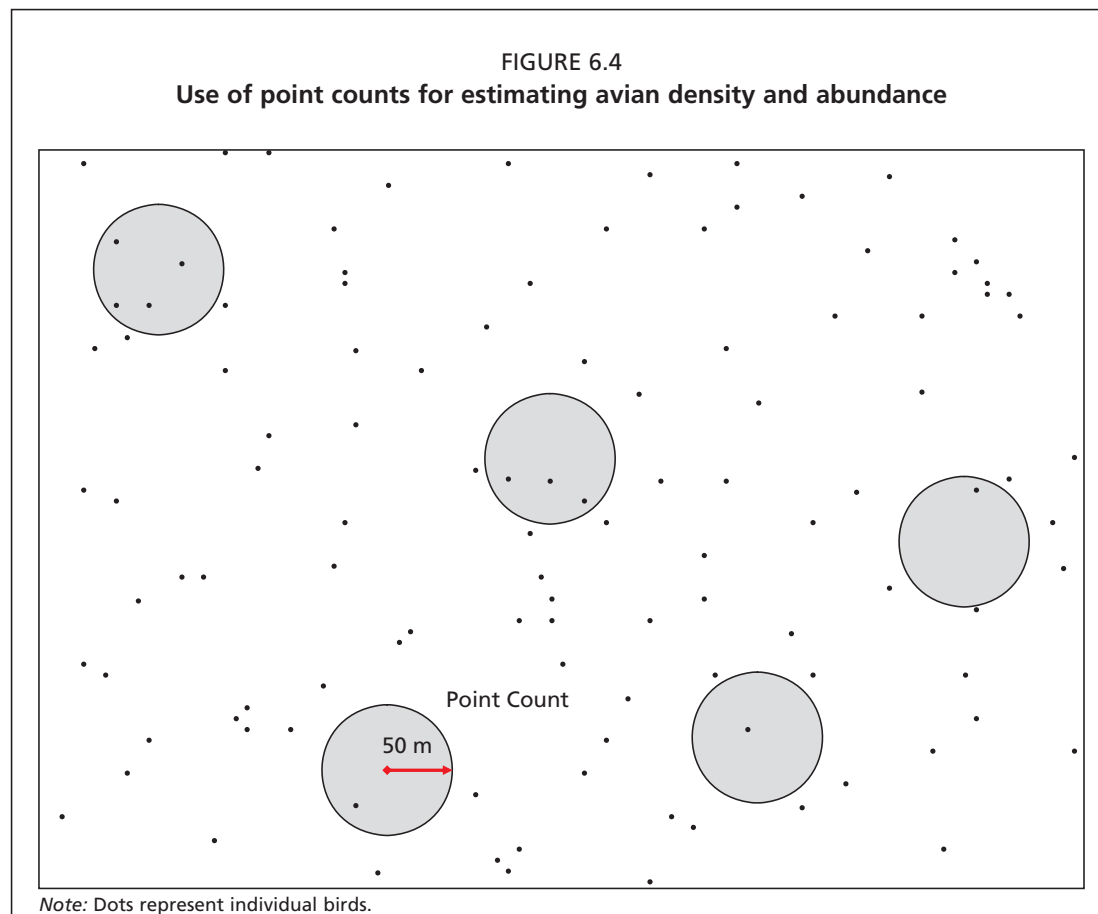 FIGURE 6.4
Use of point counts for estimating avian density and abundance
Point Count
50 m
Note: Dots represent individual birds.